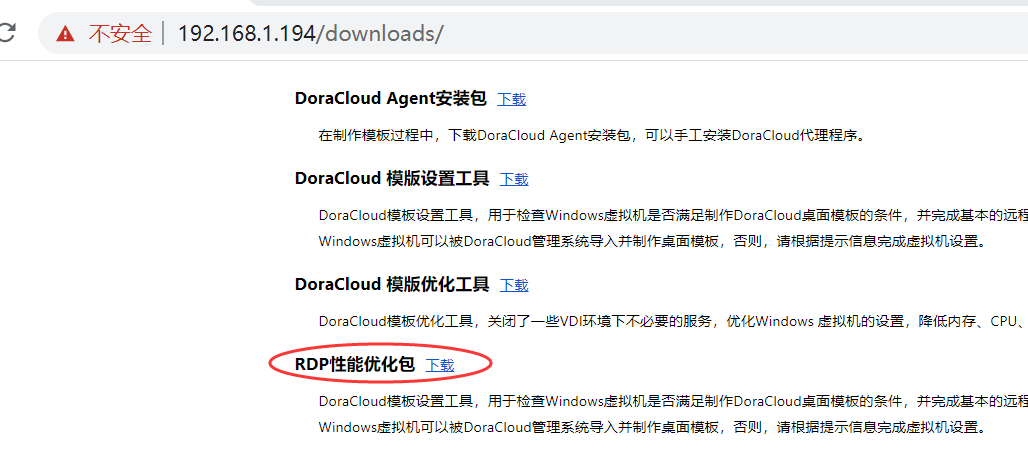 不安全 192.168.1.194/downloads/
DoraCloud Agent安装包 下载
在制作模板过程中，下载DoraCloud Agent安装包，可以手工安装DoraCloud代理程序。
DoraCloud 模版设置工具 下载
DoraCloud模板设置工具，用于检查Windows虚拟机是否满足制作DoraCloud桌面模板的条件，并完成基本的远程
Windows虚拟机可以被DoraCloud管理系统导入并制作桌面模板，否则，请根据提示信息完成虚拟机设置。
DoraCloud 模版优化工具 下载
DoraCloud模板优化工具，关闭了一些VDI环境下不必要的服务，优化Windows 虚拟机的设置，降低内存、CPU、
RDP性能优化包 下载
DoraCloud模板设置工具，用于检查Windows虚拟机是否满足制作DoraCloud桌面模板的条件，并完成基本的远程
Windows虚拟机可以被DoraCloud管理系统导入并制作桌面模板，否则，请根据提示信息完成虚拟机设置。